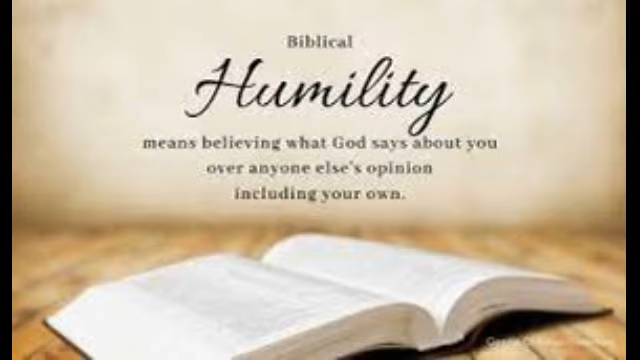 Biblical
Humility
means believing what God says about you
over anyone else's opinion
including your own.